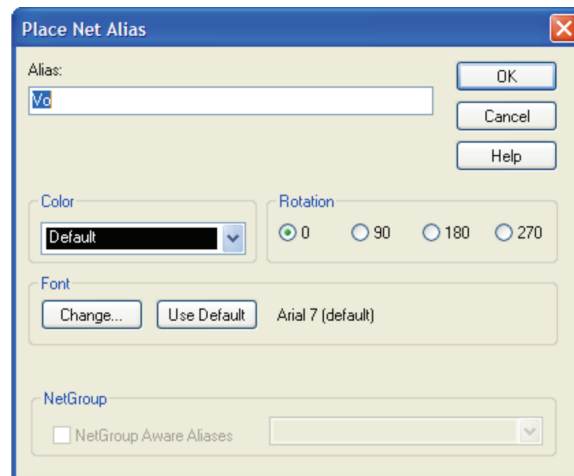 Place Net Alias
Alias:
OK
Vo
Cancel
Help
Color
Rotation
Default
0 90 180 270
Font
Change... Use Default Arial 7 (default)
NetGroup
NetGroup Aware Aliases